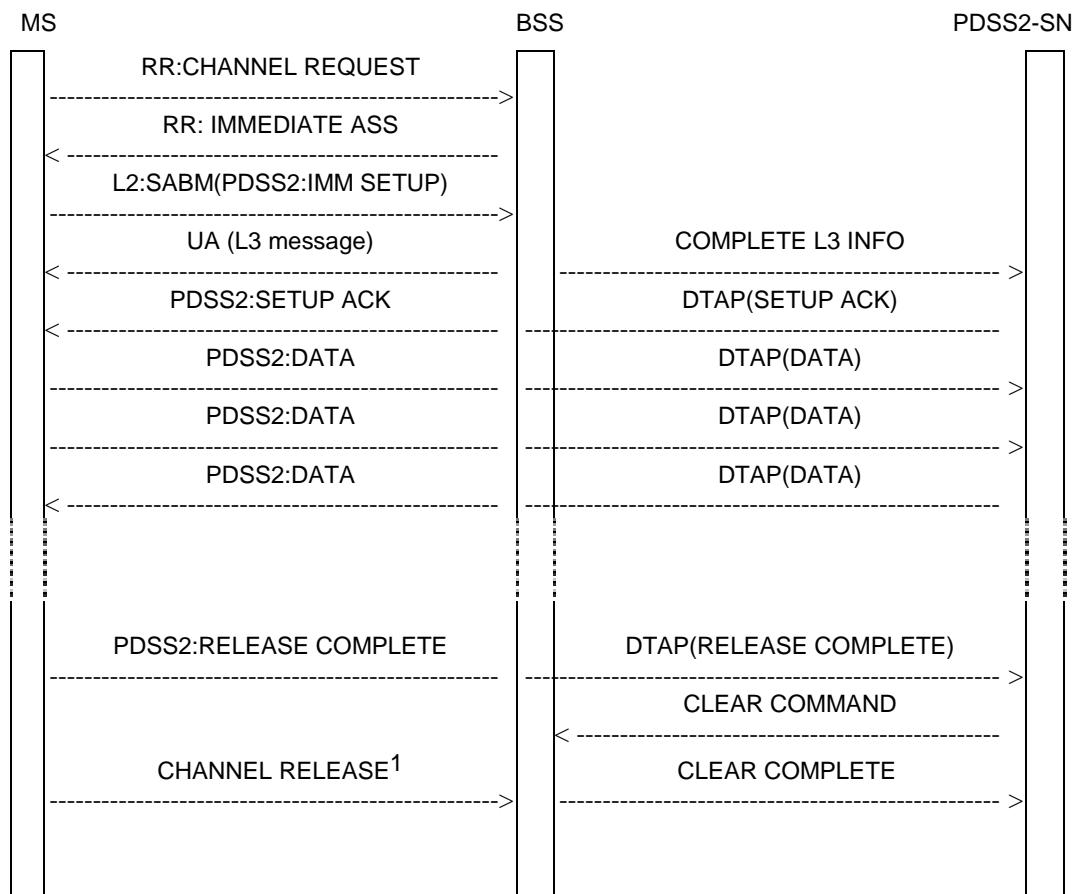 MS BSS PDSS2-SN
RR:CHANNEL REQUEST
RR: IMMEDIATE ASS
L2:SABM(PDSS2:IMM SETUP)
UA (L3 message) COMPLETE L3 INFO
PDSS2:SETUP ACK DTAP(SETUP ACK)
PDSS2:DATA DTAP(DATA)
PDSS2:DATA DTAP(DATA)
PDSS2:DATA DTAP(DATA)
PDSS2:RELEASE COMPLETE DTAP(RELEASE COMPLETE)
CLEAR COMMAND
CHANNEL RELEASE1 CLEAR COMPLETE